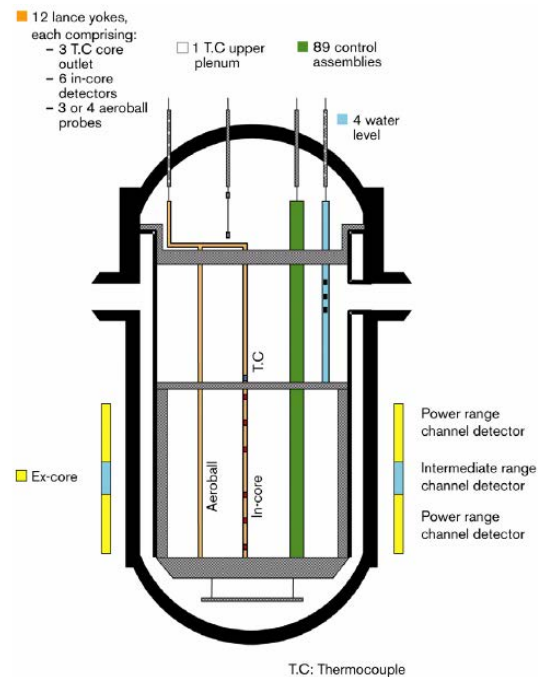 12 lance yokes,
each comprising:
– 3 T.C core
outlet
– 6 in-core
detectors
– 3 or 4 aeroball
probes
1 T.C upper
plenum
89 control
assemblies
4 water
level
T.C
Aeroball
In-core
Ex-core
Power range
channel detector
Intermediate range
channel detector
Power range
channel detector
T.C: Thermocouple